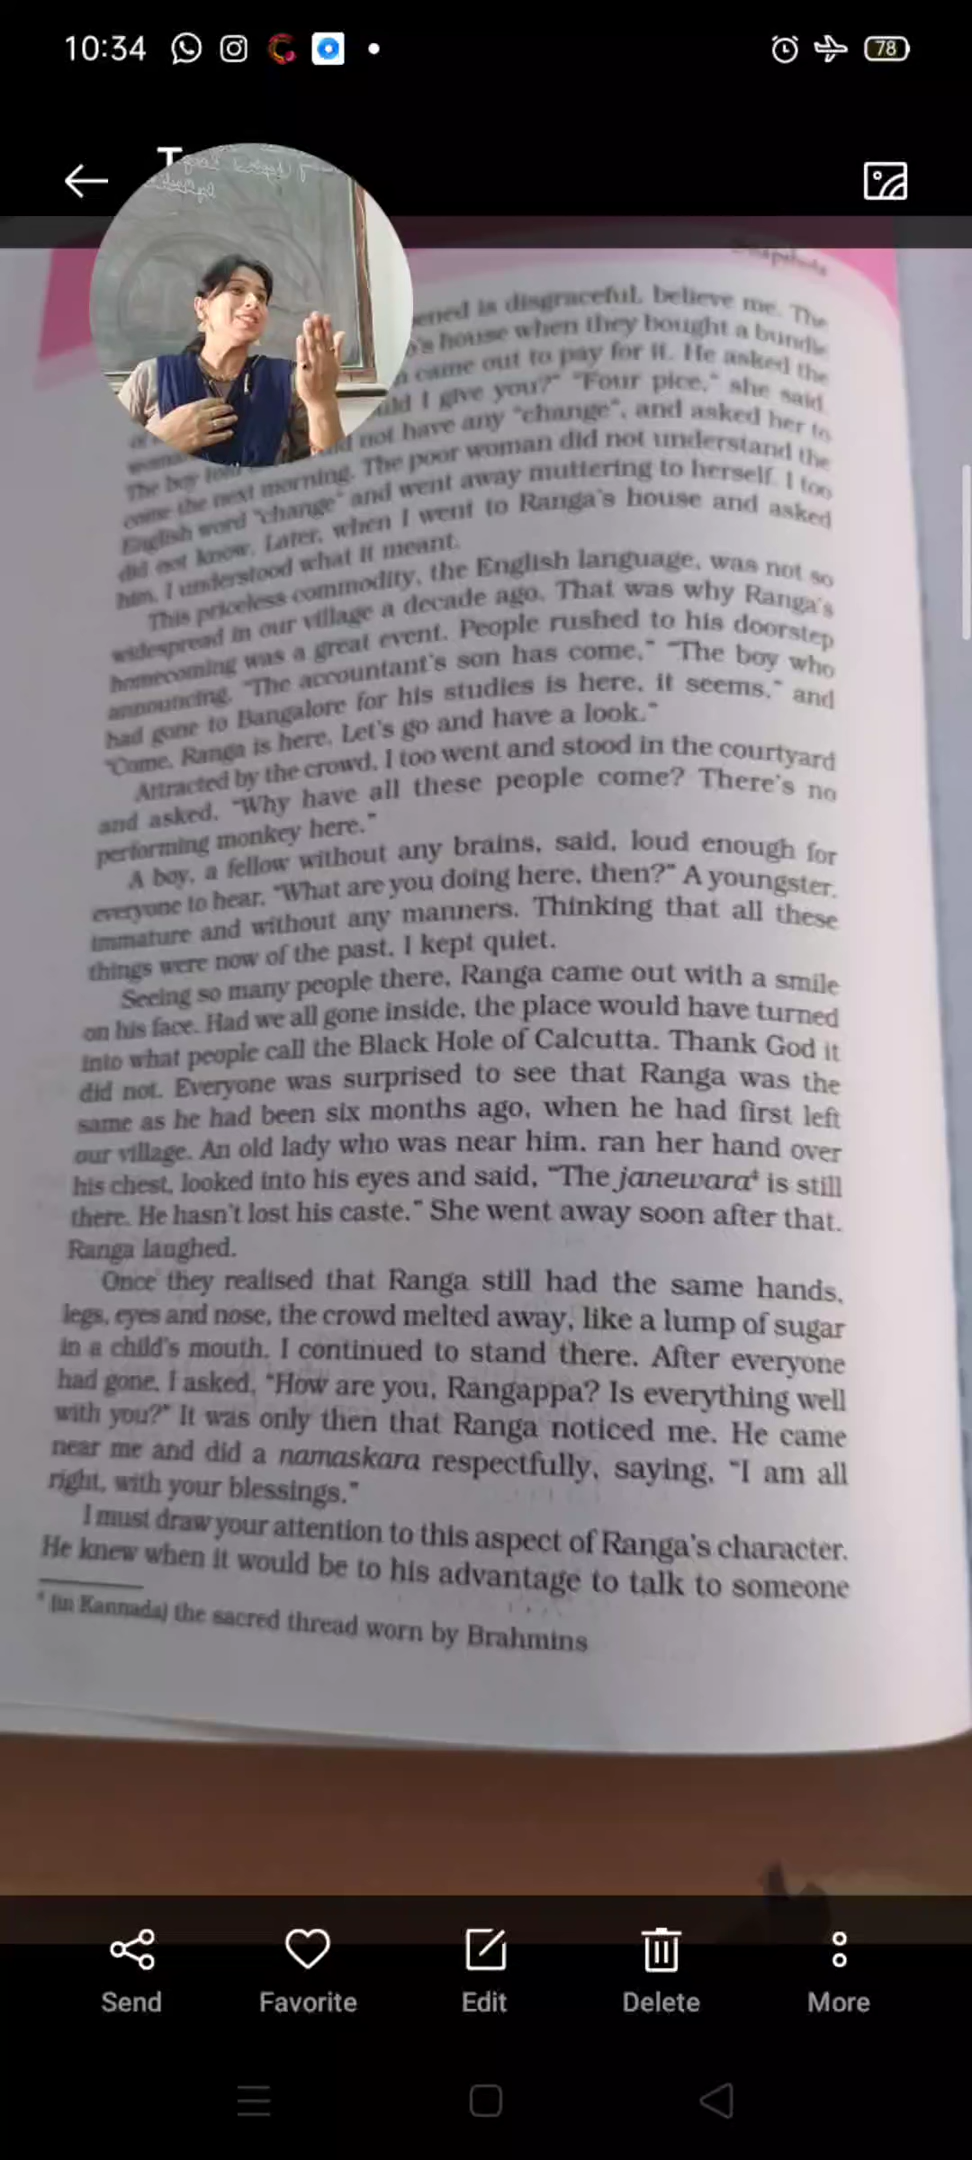 10:34
78
T
Snapshots
ened is disgraceful, believe me. The
o's house when they bought a bundle
came out to pay for it. He asked the
uld I give you?" "Four pice," she said.
not have any "change", and asked her to
The boy told
come the next morning. The poor woman did not understand the
English word "change" and went away muttering to herself. I too
did not know. Later, when I went to Ranga's house and asked
him, I understood what it meant.
This priceless commodity, the English language, was not so
widespread in our village a decade ago. That was why Ranga's
homecoming was a great event. People rushed to his doorstep
announcing, "The accountant's son has come," "The boy who
had gone to Bangalore for his studies is here, it seems," and
"Come, Ranga is here. Let's go and have a look."
Attracted by the crowd, I too went and stood in the courtyard
and asked, "Why have all these people come? There's no
performing monkey here."
A boy, a fellow without any brains, said, loud enough for
everyone to hear, "What are you doing here, then?" A youngster,
immature and without any manners. Thinking that all these
things were now of the past, I kept quiet.
Seeing so many people there, Ranga came out with a smile
on his face. Had we all gone inside, the place would have turned
into what people call the Black Hole of Calcutta. Thank God it
did not. Everyone was surprised to see that Ranga was the
same as he had been six months ago, when he had first left
our village. An old lady who was near him, ran her hand over
his chest, looked into his eyes and said, "The janewara⁴ is still
there. He hasn't lost his caste." She went away soon after that.
Ranga laughed.
Once they realised that Ranga still had the same hands,
legs, eyes and nose, the crowd melted away, like a lump of sugar
in a child's mouth. I continued to stand there. After everyone
had gone, I asked, "How are you, Rangappa? Is everything well
with you?" It was only then that Ranga noticed me. He came
near me and did a namaskara respectfully, saying, "I am all
right, with your blessings."
I must draw your attention to this aspect of Ranga's character.
He knew when it would be to his advantage to talk to someone
⁴ (in Kannada) the sacred thread worn by Brahmins
Send Favorite Edit Delete More